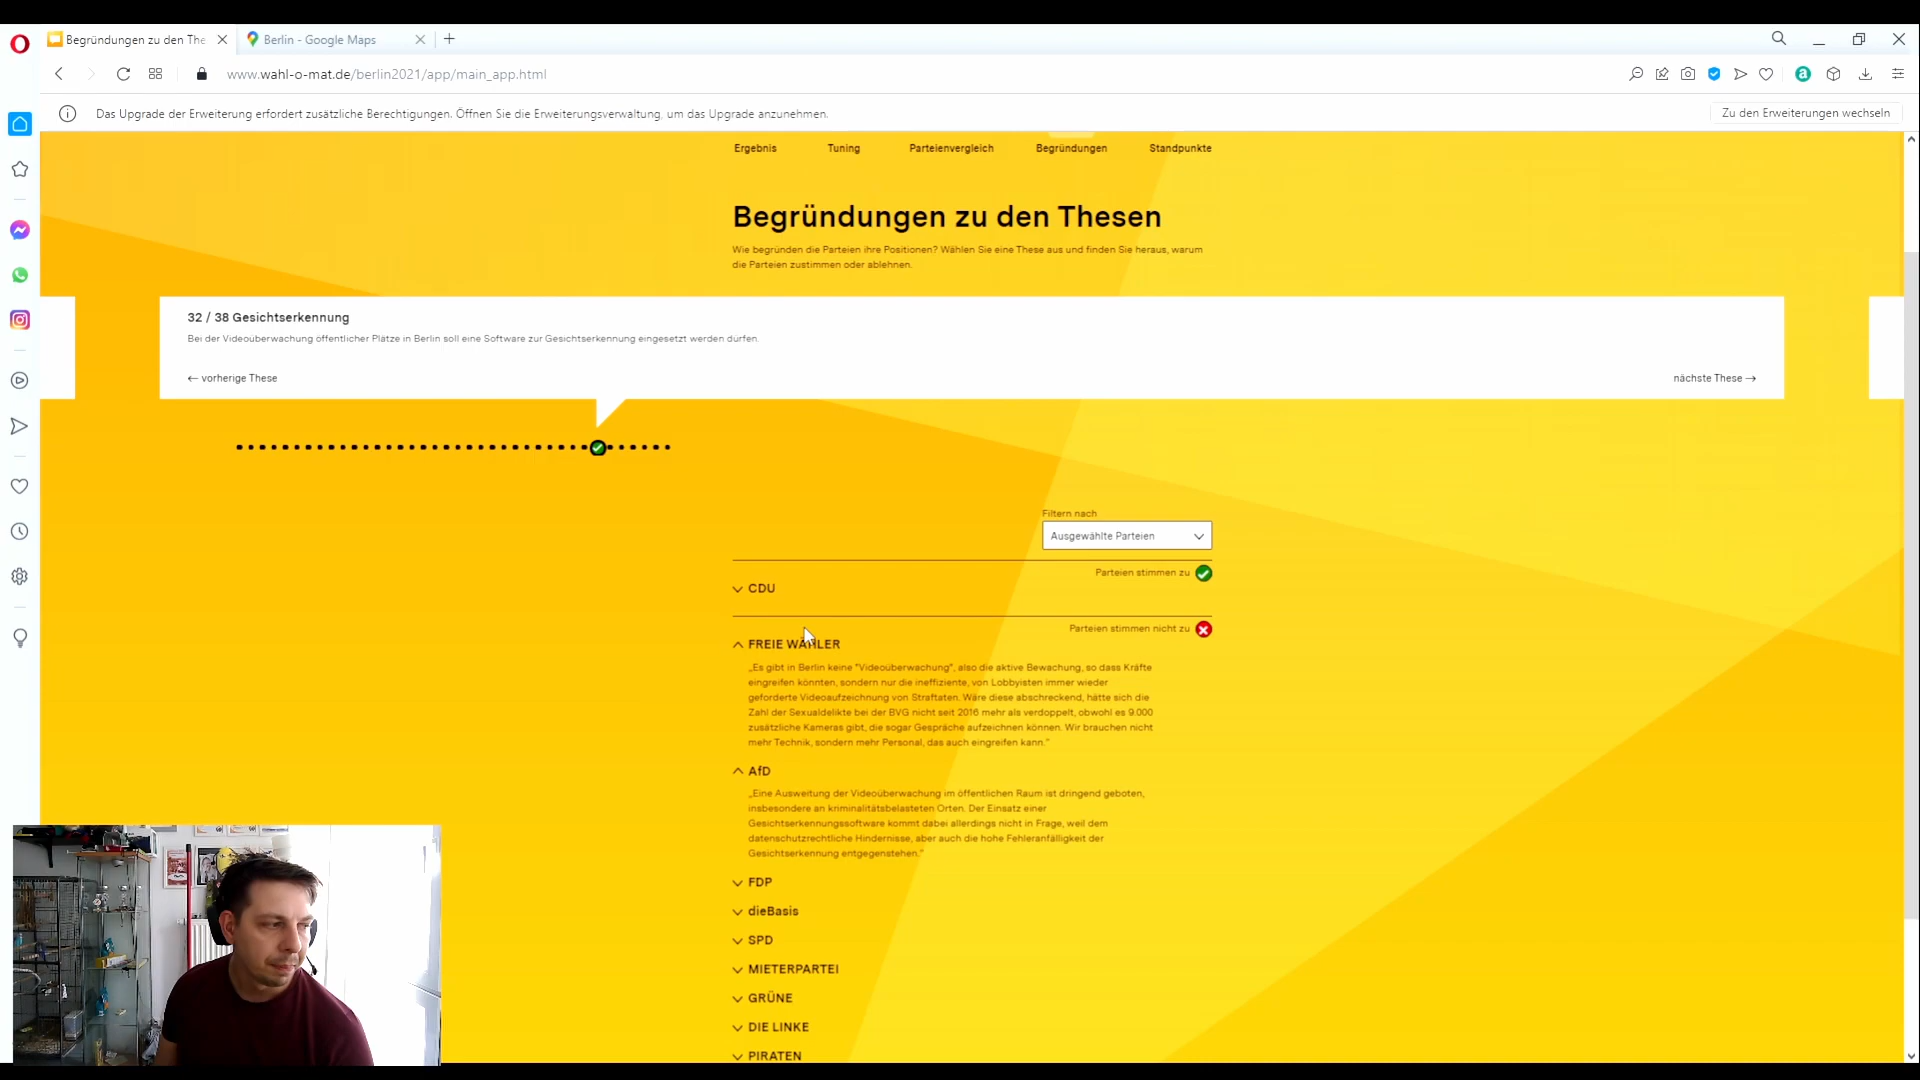 Begründungen zu den The
Berlin - Google Maps
www.wahl-o-mat.de/berlin2021/app/main_app.html
Das Upgrade der Erweiterung erfordert zusätzliche Berechtigungen. Öffnen Sie die Erweiterungsverwaltung, um das Upgrade anzunehmen.
Zu den Erweiterungen wechseln
Ergebnis
Tuning
Parteienvergleich
Begründungen
Standpunkte
Begründungen zu den Thesen
Wie begründen die Parteien ihre Positionen? Wählen Sie eine These aus und finden Sie heraus, warum
die Parteien zustimmen oder ablehnen.
32 / 38 Gesichtserkennung
Bei der Videoüberwachung öffentlicher Plätze in Berlin soll eine Software zur Gesichtserkennung eingesetzt werden dürfen.
← vorherige These
nächste These →
Filtern nach
Ausgewählte Parteien
Parteien stimmen zu
CDU
Parteien stimmen nicht zu
FREIE WÄHLER
„Es gibt in Berlin keine "Videoüberwachung", also die aktive Bewachung, so dass Kräfte
eingreifen könnten, sondern nur die ineffiziente, von Lobbyisten immer wieder
geforderte Videoaufzeichnung von Straftaten. Wäre diese abschreckend, hätte sich die
Zahl der Sexualdelikte bei der BVG nicht seit 2016 mehr als verdoppelt, obwohl es 9.000
zusätzliche Kameras gibt, die sogar Gespräche aufzeichnen können. Wir brauchen nicht
mehr Technik, sondern mehr Personal, das auch eingreifen kann."
AfD
„Eine Ausweitung der Videoüberwachung im öffentlichen Raum ist dringend geboten,
insbesondere an kriminalitätsbelasteten Orten. Der Einsatz einer
Gesichtserkennungssoftware kommt dabei allerdings nicht in Frage, weil dem
datenschutzrechtliche Hindernisse, aber auch die hohe Fehleranfälligkeit der
Gesichtserkennung entgegenstehen."
FDP
dieBasis
SPD
MIETERPARTEI
GRÜNE
DIE LINKE
PIRATEN